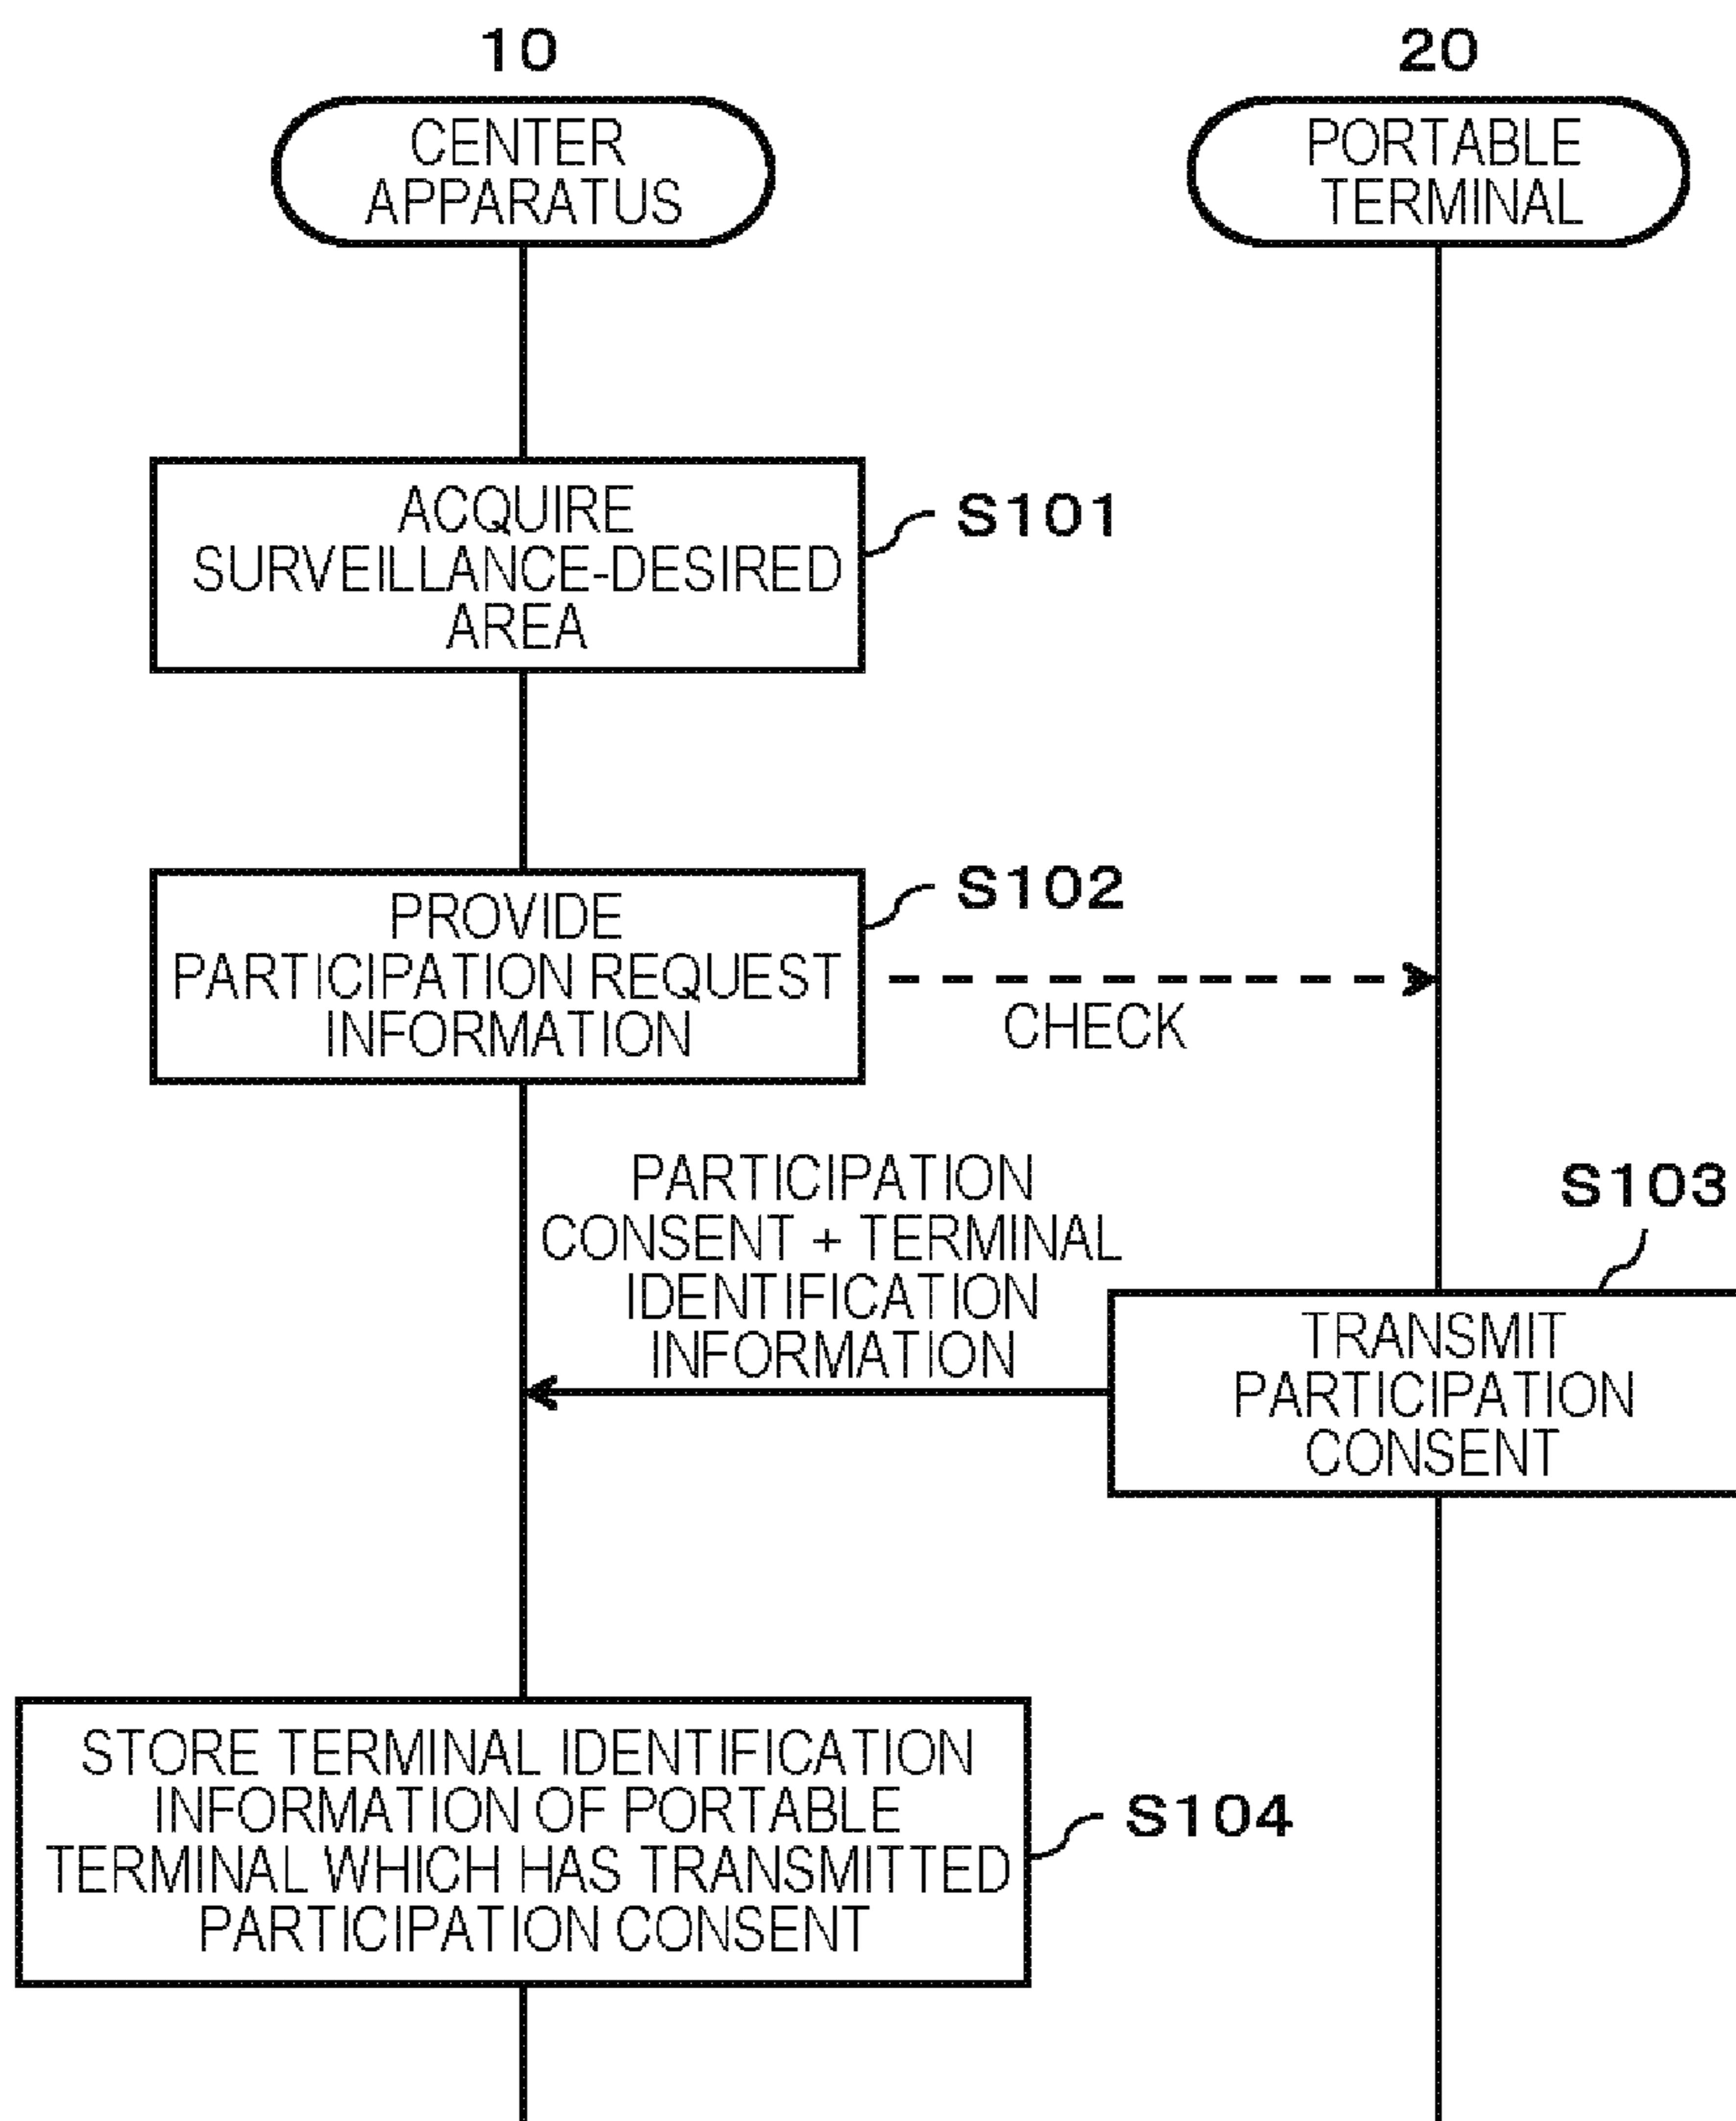 10
CENTER
APPARATUS
20
PORTABLE
TERMINAL
ACQUIRE
SURVEILLANCE-DESIRED
AREA
S101
PROVIDE
PARTICIPATION REQUEST
INFORMATION
S102
CHECK
PARTICIPATION
CONSENT + TERMINAL
IDENTIFICATION
INFORMATION
S103
TRANSMIT
PARTICIPATION
CONSENT
STORE TERMINAL IDENTIFICATION
INFORMATION OF PORTABLE
TERMINAL WHICH HAS TRANSMITTED
PARTICIPATION CONSENT
S104